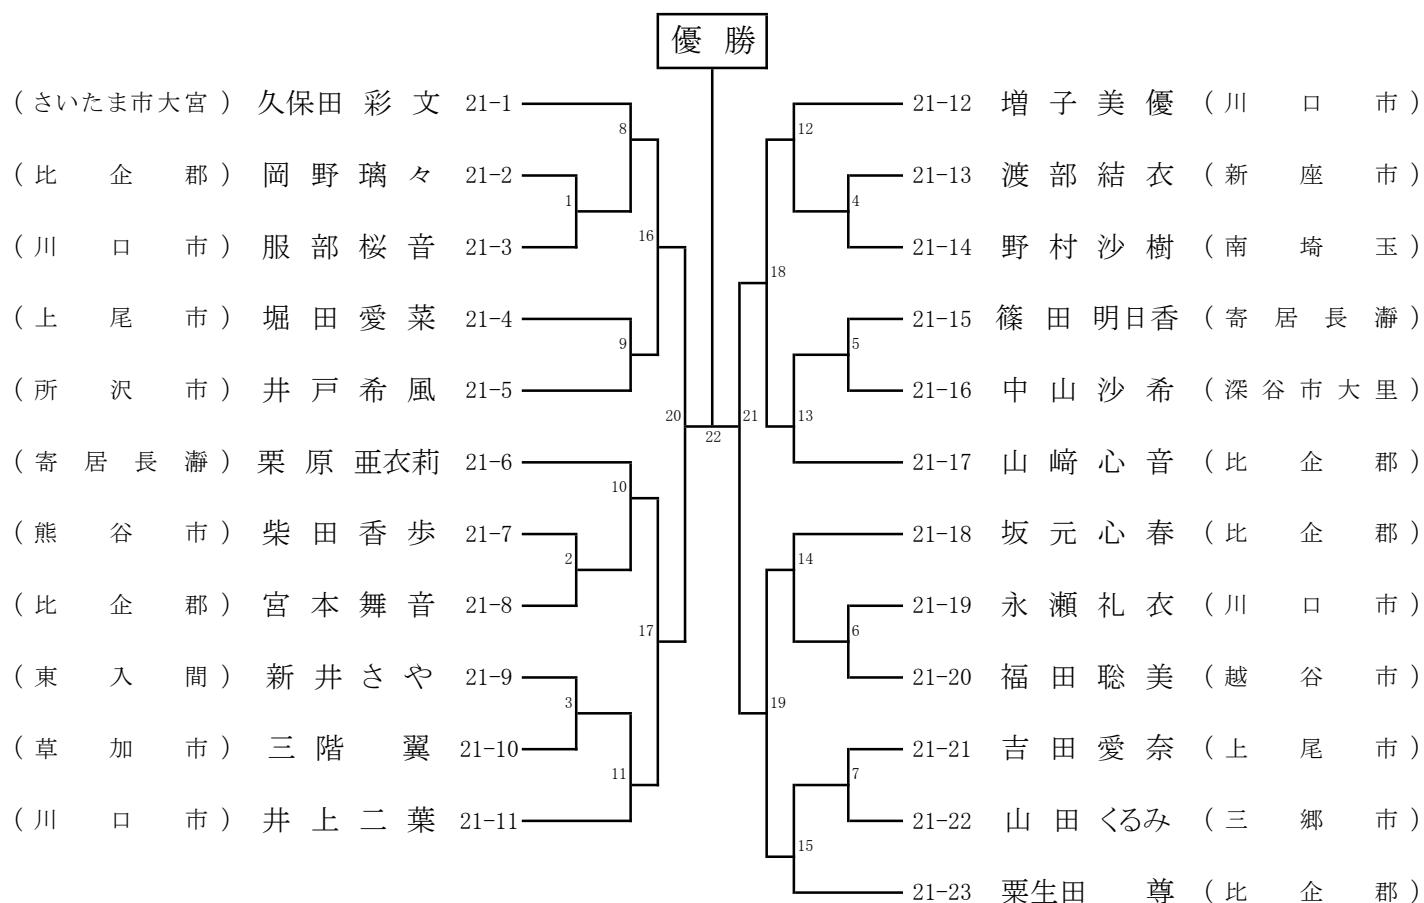 優勝
(さいたま市大宮) 久保田彩文 21-1
(比企郡) 岡野璃々 21-2
(川口市) 服部桜音 21-3
(上尾市) 堀田愛菜 21-4
(所沢市) 井戸希風 21-5
(寄居長瀞) 栗原亜衣莉 21-6
(熊谷市) 柴田香歩 21-7
(比企郡) 宮本舞音 21-8
(東入間) 新井さや 21-9
(草加市) 三階翼 21-10
(川口市) 井上二葉 21-11
8
1
16
9
20
10
2
17
3
11
22
21-12 増子美優 (川口市)
21-13 渡部結衣 (新座市)
21-14 野村沙樹 (南埼玉)
21-15 篠田明日香 (寄居長瀞)
21-16 中山沙希 (深谷市大里)
21-17 山﨑心音 (比企郡)
21-18 坂元心春 (比企郡)
21-19 永瀬礼衣 (川口市)
21-20 福田聡美 (越谷市)
21-21 吉田愛奈 (上尾市)
21-22 山田くるみ (三郷市)
21-23 粟生田尊 (比企郡)
12
4
18
5
21
13
14
6
19
7
15